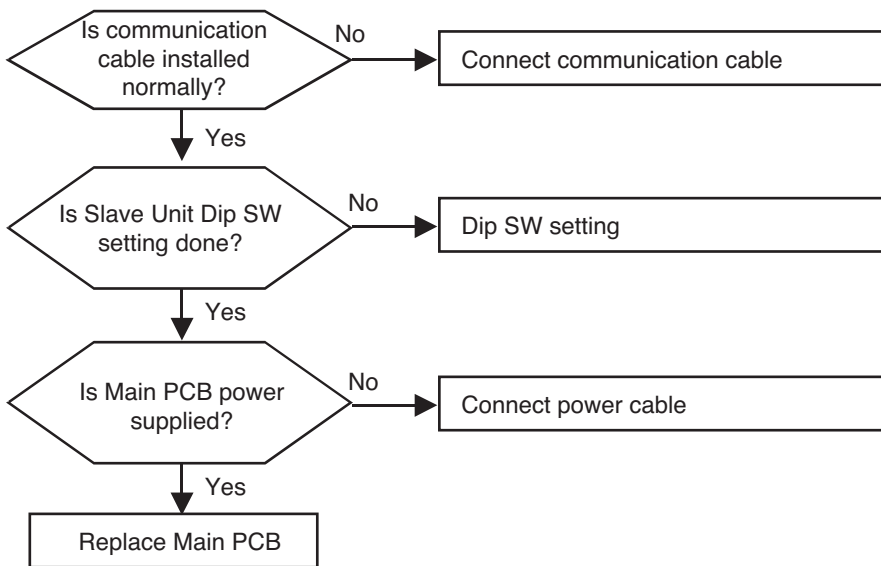 Is communication
cable installed
normally?
No
Connect communication cable
Yes
Is Slave Unit Dip SW
setting done?
No
Dip SW setting
Yes
Is Main PCB power
supplied?
No
Connect power cable
Yes
Replace Main PCB